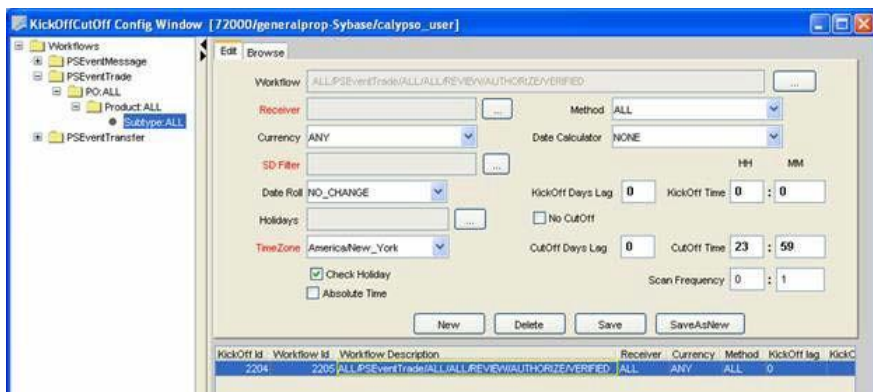 KickOffCutOff Config Window [72000/generalprop-Sybase/calypso_user]
Workflows
PSEventMessage
PSEventTrade
PO:ALL
Product:ALL
Subtype:ALL
PSEventTransfer
Edit Browse
Workflow ALL/PSEventTrade/ALL/ALL/REVIEW/AUTHORIZE/VERIFIED ...
Receiver ... Method ALL
Currency ANY Date Calculator NONE
SD Filter ... HH MM
Date Roll NO_CHANGE KickOff Days Lag 0 KickOff Time 0 : 0
Holidays ... No CutOff
TimeZone America/New_York CutOff Days Lag 0 CutOff Time 23 : 59
Check Holiday Scan Frequency 0 : 1
Absolute Time
New Delete Save SaveAsNew
KickOff Id Workflow Id Workflow Description Receiver Currency Method KickOff lag KickO
2204 2205 ALL/PSEventTrade/ALL/ALL/REVIEW/AUTHORIZE/VERIFIED ALL ANY ALL 0